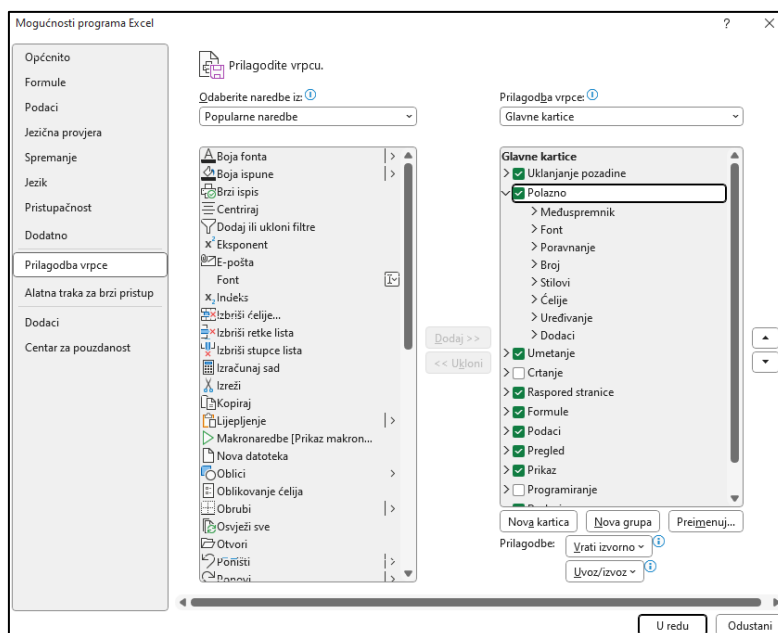 Mogućnosti programa Excel
?
Općenito
Formule
Podaci
Jezična provjera
Spremanje
Jezik
Pristupačnost
Dodatno
Prilagodba vrpce
Alatna traka za brzi pristup
Dodaci
Centar za pouzdanost
Prilagodite vrpcu.
Odaberite naredbe iz:
Popularne naredbe
Boja fonta
Boja ispune
Brzi ispis
Centriraj
Dodaj ili ukloni filtre
Eksponent
E-pošta
Font
Indeks
Izbriši ćelije...
Izbriši retke lista
Izbriši stupce lista
Izračunaj sad
Izreži
Kopiraj
Lijepljenje
Makronaredbe [Prikaz makron...
Nova datoteka
Oblici
Oblikovanje ćelija
Obrubi
Osvježi sve
Otvori
Poništi
Ponovi
Dodaj >>
<< Ukloni
Prilagodba vrpce:
Glavne kartice
Glavne kartice
Uklanjanje pozadine
Polazno
Međuspremnik
Font
Poravnanje
Broj
Stilovi
Ćelije
Uređivanje
Dodaci
Umetanje
Crtanje
Raspored stranice
Formule
Podaci
Pregled
Prikaz
Programiranje
Nova kartica
Nova grupa
Preimenuj...
Prilagodbe:
Vrati izvorno
Uvoz/izvoz
U redu
Odustani